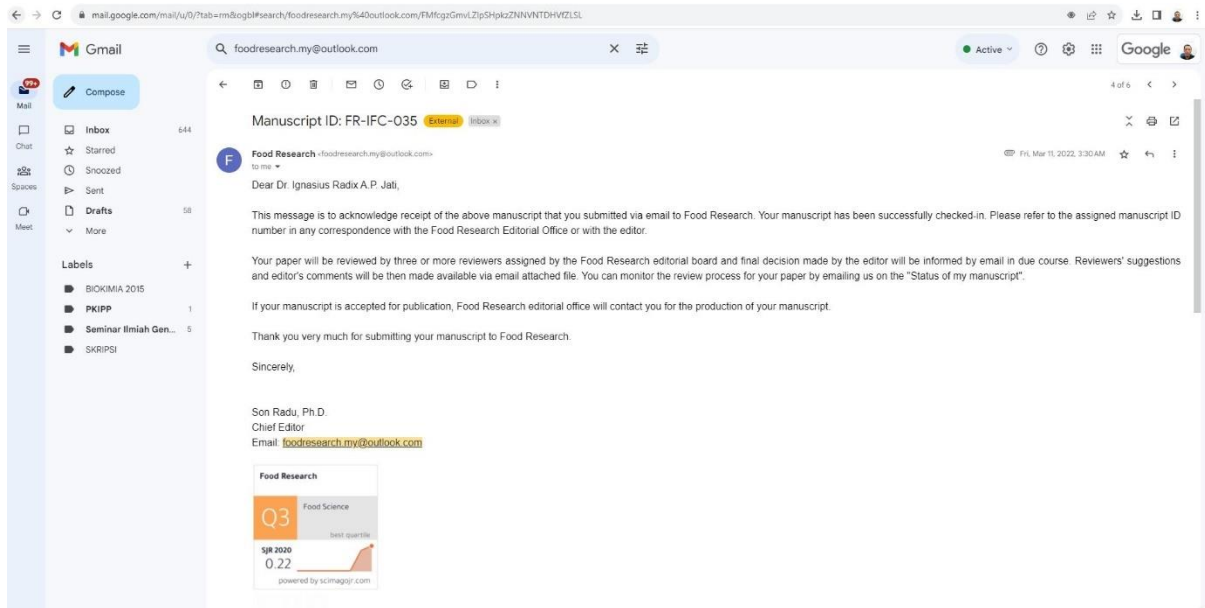 mail.google.com/mail/u/0/?tab=rm&ogbl#search/foodresearch.my%40outlook.com/FMfcgzGmvLZlpSHpkzZNNVNTDHVfZLSL
Gmail
foodresearch.my@outlook.com
Active
Google
99+
Mail
Chat
Spaces
Meet
Compose
Inbox 644
Starred
Snoozed
Sent
Drafts 58
More
Labels
BIOKIMIA 2015
PKIPP 1
Seminar Ilmiah Gen... 5
SKRIPSI
4 of 6
Manuscript ID: FR-IFC-035 External Inbox x
F
Food Research <foodresearch.my@outlook.com>
Fri, Mar 11, 2022, 3:30 AM
to me
Dear Dr. Ignasius Radix A.P. Jati,
This message is to acknowledge receipt of the above manuscript that you submitted via email to Food Research. Your manuscript has been successfully checked-in. Please refer to the assigned manuscript ID
number in any correspondence with the Food Research Editorial Office or with the editor.
Your paper will be reviewed by three or more reviewers assigned by the Food Research editorial board and final decision made by the editor will be informed by email in due course. Reviewers' suggestions
and editor's comments will be then made available via email attached file. You can monitor the review process for your paper by emailing us on the "Status of my manuscript".
If your manuscript is accepted for publication, Food Research editorial office will contact you for the production of your manuscript.
Thank you very much for submitting your manuscript to Food Research.
Sincerely,
Son Radu, Ph.D.
Chief Editor
Email: foodresearch.my@outlook.com
Food Research
Q3
Food Science
best quartile
SJR 2020
0.22
powered by scimagojr.com